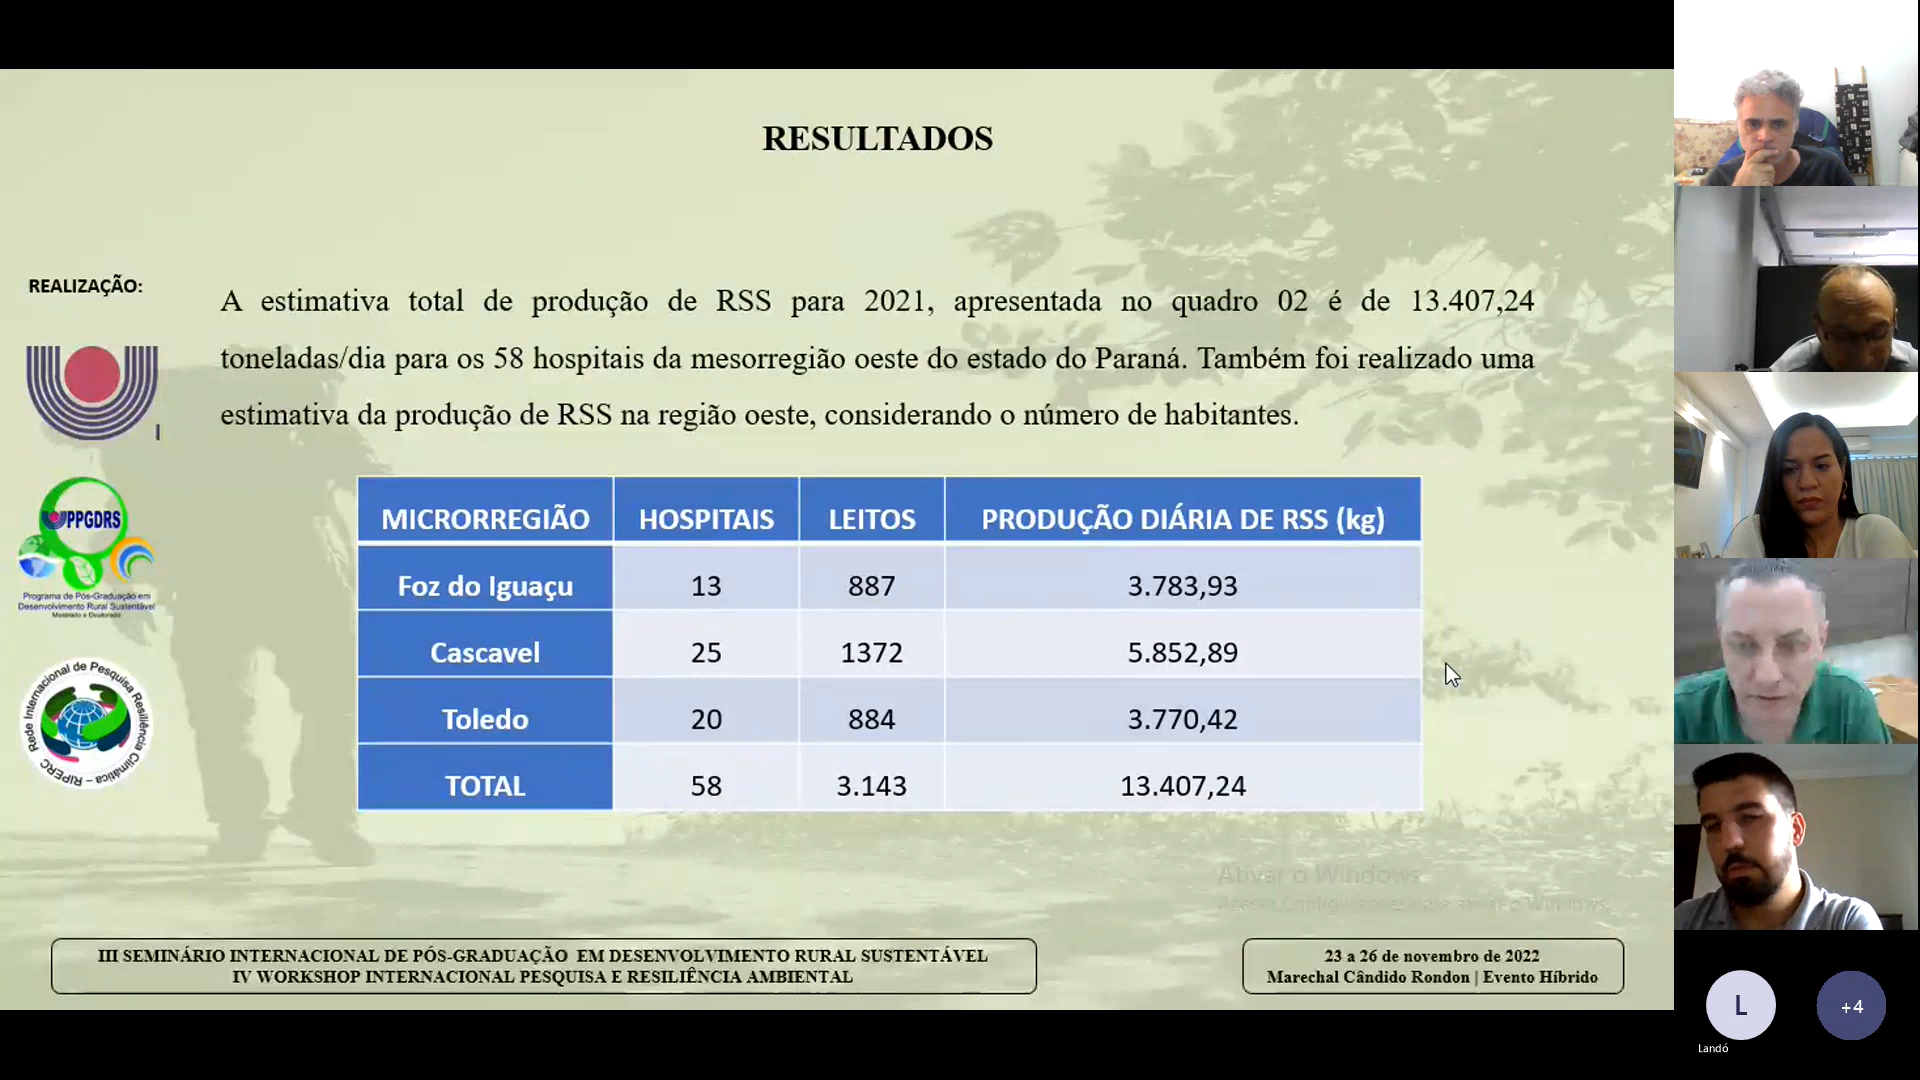 RESULTADOS
REALIZAÇÃO:
A estimativa total de produção de RSS para 2021, apresentada no quadro 02 é de 13.407,24
toneladas/dia para os 58 hospitais da mesorregião oeste do estado do Paraná. Também foi realizado uma
estimativa da produção de RSS na região oeste, considerando o número de habitantes.
MICRORREGIÃO HOSPITAIS LEITOS PRODUÇÃO DIÁRIA DE RSS (kg)
Foz do Iguaçu 13 887 3.783,93
Cascavel 25 1372 5.852,89
Toledo 20 884 3.770,42
TOTAL 58 3.143 13.407,24
PPGDRS
Programa de Pós-Graduação em
Desenvolvimento Rural Sustentável
Mestrado e Doutorado
Rede Internacional de Pesquisa Resiliência Climática – RIPERC
Ativar o Windows
Acesse Configurações para ativar o Windows.
III SEMINÁRIO INTERNACIONAL DE PÓS-GRADUAÇÃO EM DESENVOLVIMENTO RURAL SUSTENTÁVEL
IV WORKSHOP INTERNACIONAL PESQUISA E RESILIÊNCIA AMBIENTAL
23 a 26 de novembro de 2022
Marechal Cândido Rondon | Evento Híbrido
L
+4
Landó